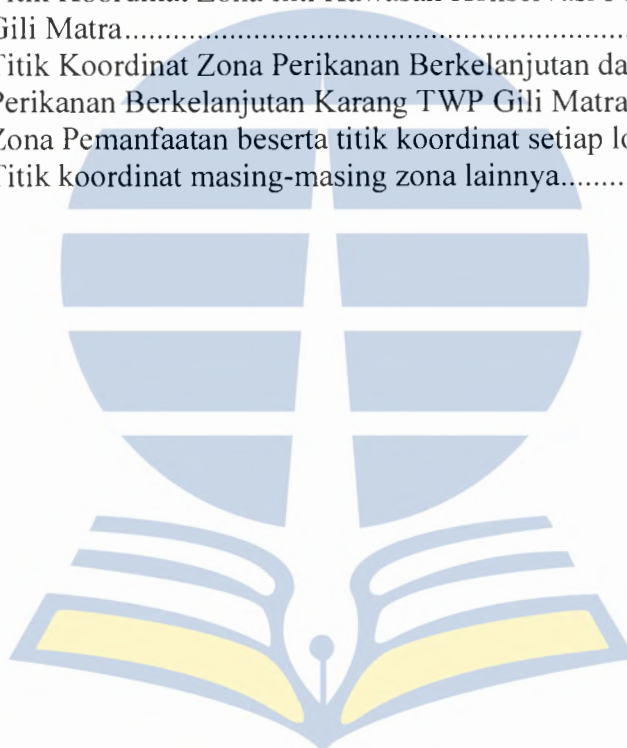 Gili Matra.....................................................................
Titik Koordinat Zona Perikanan Berkelanjutan da
Perikanan Berkelanjutan Karang TWP Gili Matra
Zona Pemanfaatan beserta titik koordinat setiap lo
Titik koordinat masing-masing zona lainnya.........